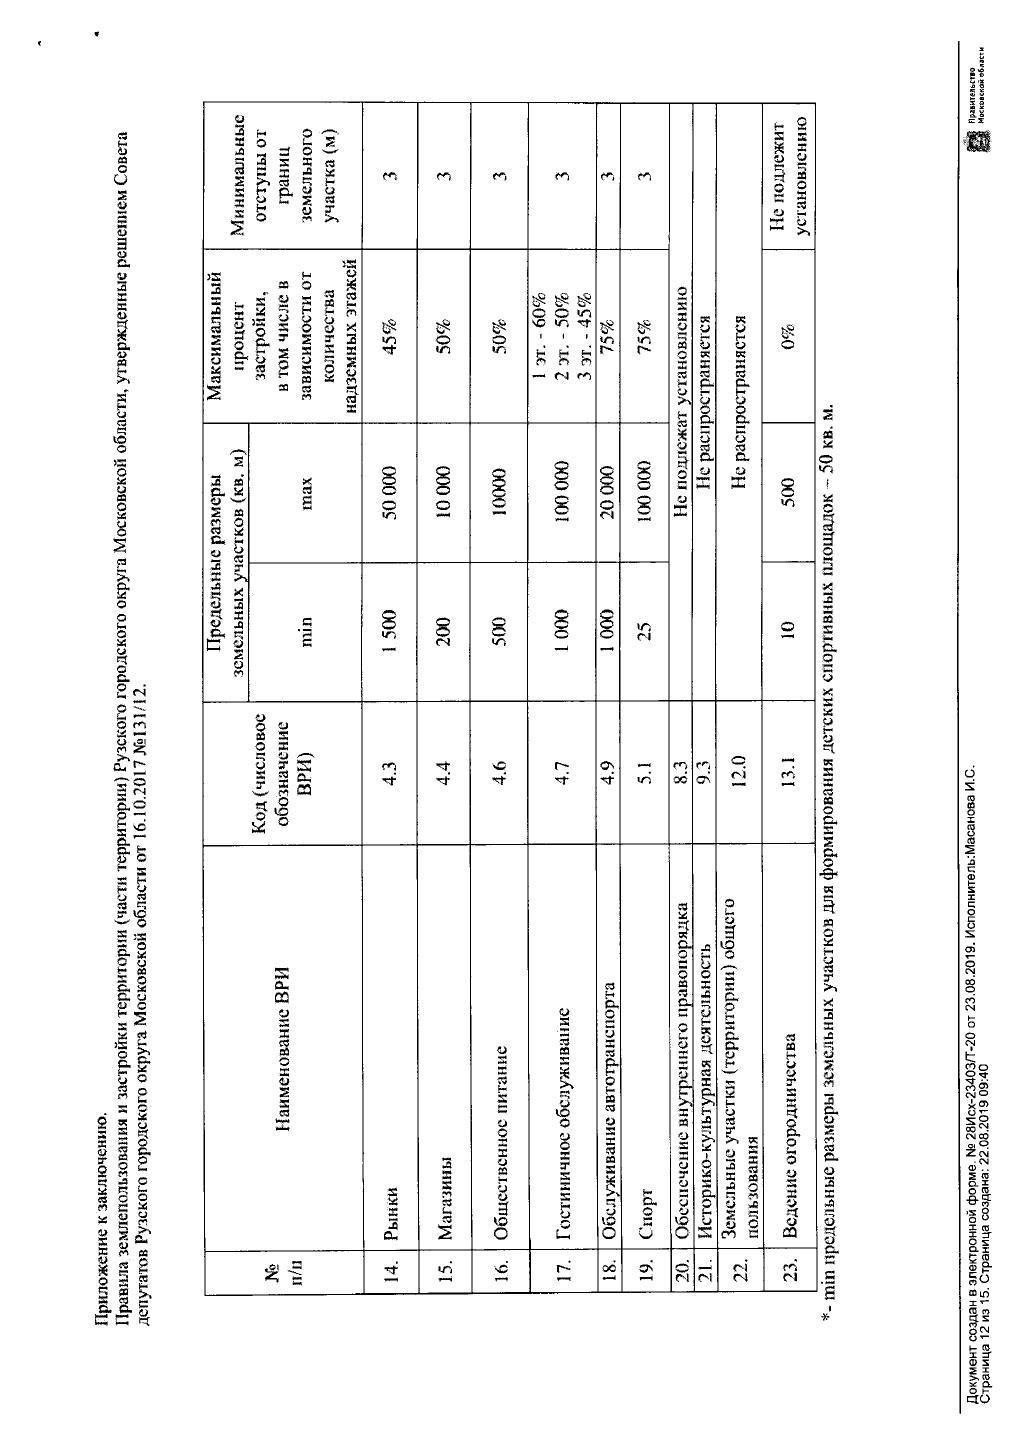 Приложение к заключению.
Правила землепользования и застройки территории (части территории) Рузского городского округа Московской области, утвержденные решением Совета
депутатов Рузского городского округа Московской области от 16.10.2017 №131/12.
№ п/п | Наименование ВРИ | Код (числовое обозначение ВРИ) | Предельные размеры земельных участков (кв. м) min | max | Максимальный процент застройки, в том числе в зависимости от количества надземных этажей | Минимальные отступы от границ земельного участка (м)
14. | Рынки | 4.3 | 1 500 | 50 000 | 45% | 3
15. | Магазины | 4.4 | 200 | 10 000 | 50% | 3
16. | Общественное питание | 4.6 | 500 | 10000 | 50% | 3
17. | Гостиничное обслуживание | 4.7 | 1 000 | 100 000 | 1 эт. - 60% 2 эт. - 50% 3 эт. - 45% | 3
18. | Обслуживание автотранспорта | 4.9 | 1 000 | 20 000 | 75% | 3
19. | Спорт | 5.1 | 25 | 100 000 | 75% | 3
20. | Обеспечение внутреннего правопорядка | 8.3 | Не подлежат установлению
21. | Историко-культурная деятельность | 9.3 | Не распространяется
22. | Земельные участки (территории) общего пользования | 12.0 | Не распространяется
23. | Ведение огородничества | 13.1 | 10 | 500 | 0% | Не подлежит установлению
*- min предельные размеры земельных участков для формирования детских спортивных площадок – 50 кв. м.
Документ создан в электронной форме. № 28Исх-23403/Т-20 от 23.08.2019. Исполнитель:Масанова И.С.
Страница 12 из 15. Страница создана: 22.08.2019 09:40
Правительство
Московской области